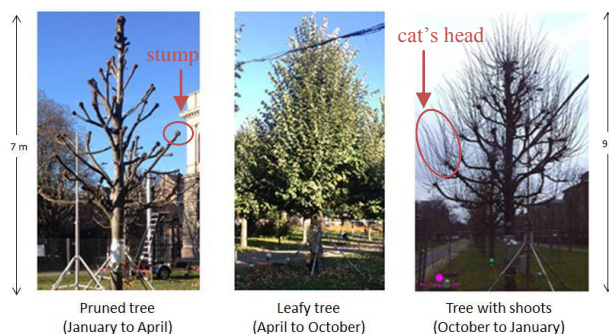 stump
cat's head
7 m
9
Pruned tree
(January to April)
Leafy tree
(April to October)
Tree with shoots
(October to January)